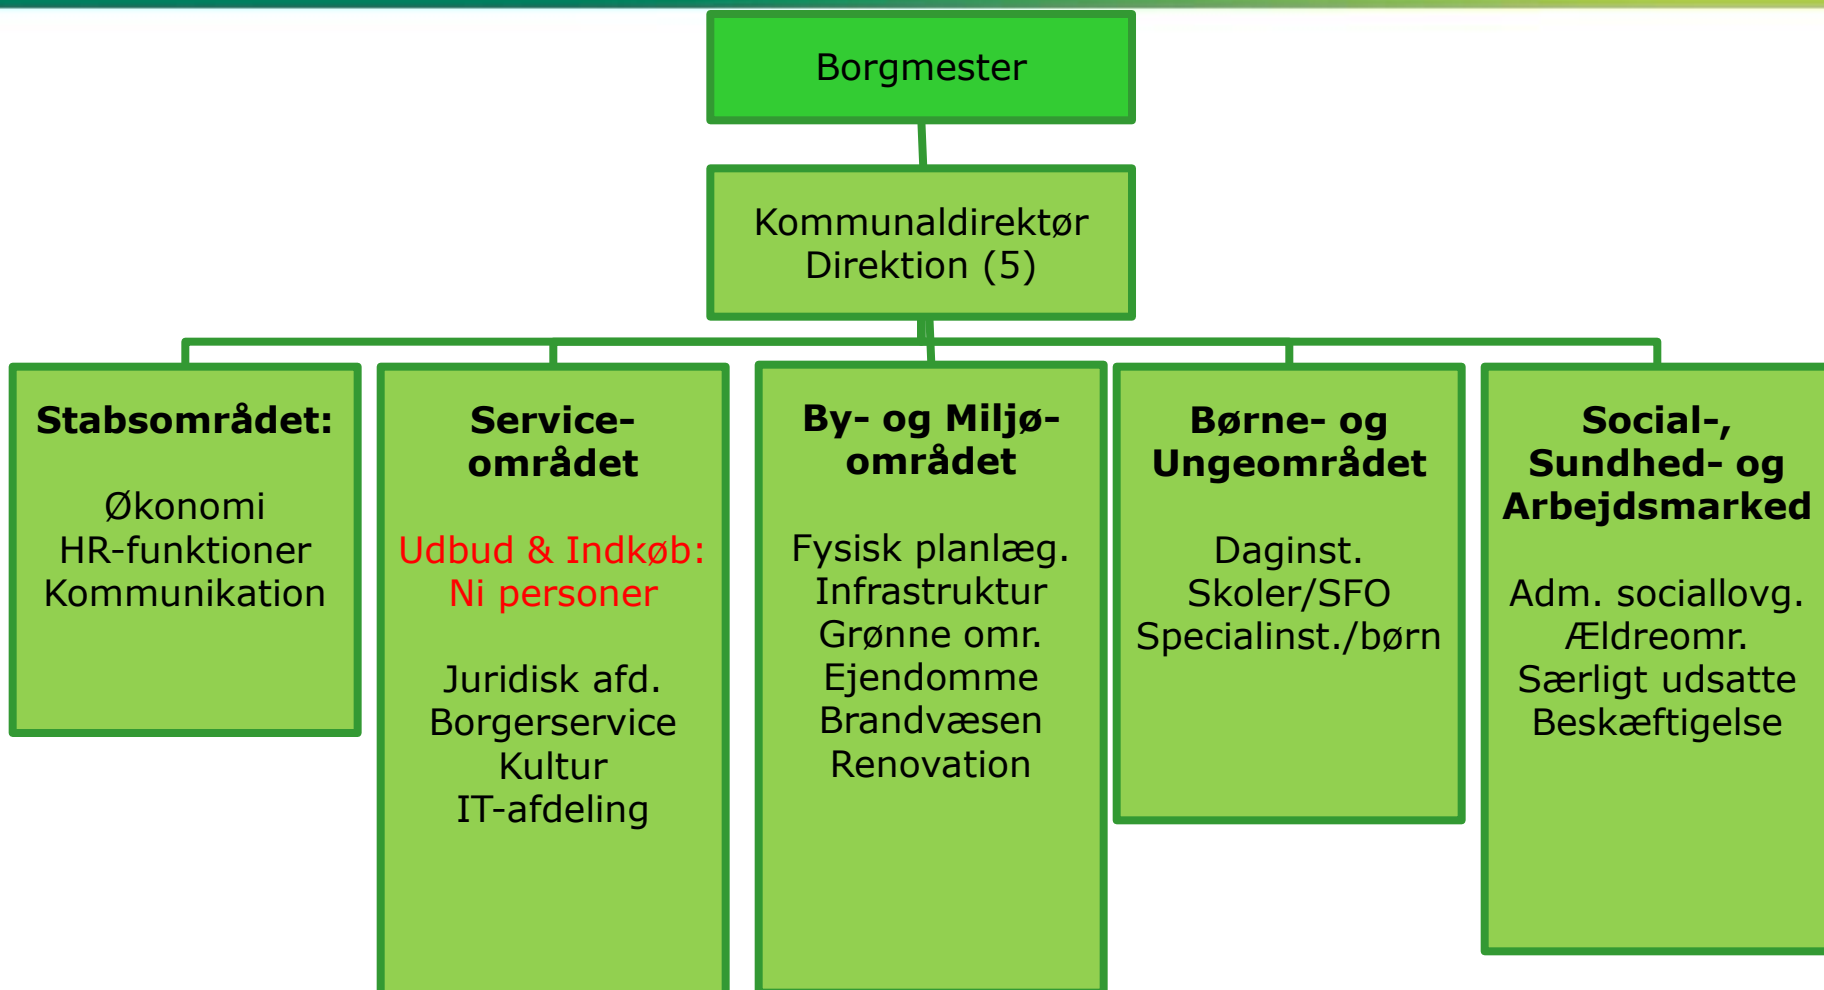 Borgmester
Kommunaldirektør
Direktion (5)
Stabsområdet:
Økonomi
HR-funktioner
Kommunikation
Service-
området
Udbud & Indkøb:
Ni personer
Juridisk afd.
Borgerservice
Kultur
IT-afdeling
By- og Miljø-
området
Fysisk planlæg.
Infrastruktur
Grønne omr.
Ejendomme
Brandvæsen
Renovation
Børne- og
Ungeområdet
Daginst.
Skoler/SFO
Specialinst./børn
Social-,
Sundhed- og
Arbejdsmarked
Adm. sociallovg.
Ældreomr.
Særligt udsatte
Beskæftigelse